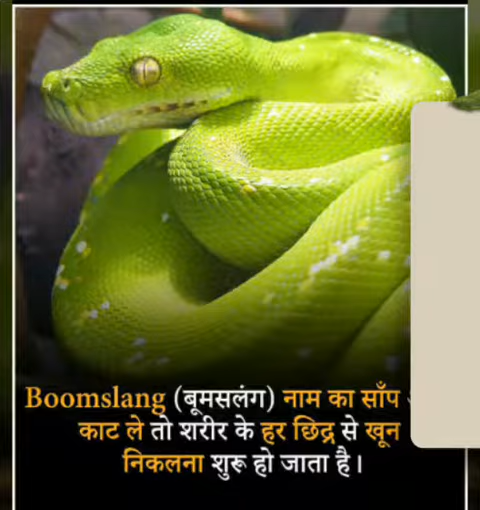 Boomslang (बूमसलंग) नाम का साँप
काट ले तो शरीर के हर छिद्र से खून
निकलना शुरू हो जाता है।